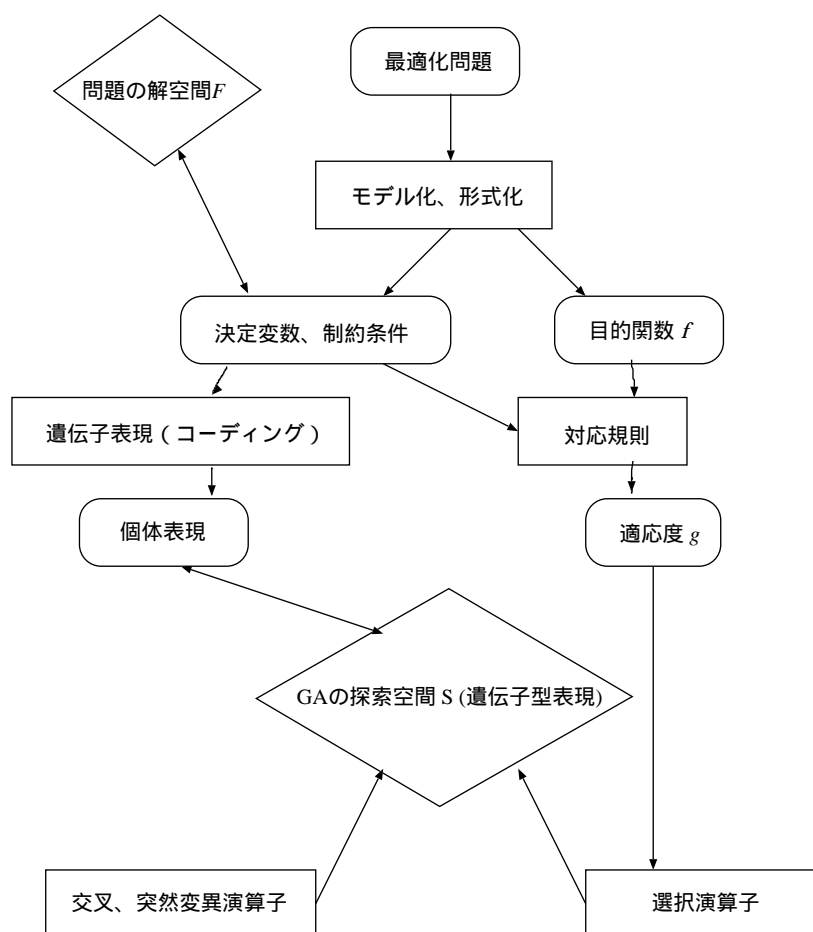 最適化問題
問題の解空間F
モデル化、形式化
決定変数、制約条件
目的関数 f
遺伝子表現(コーディング)
対応規則
個体表現
適応度 g
GAの探索空間 S (遺伝子型表現)
交叉、突然変異演算子
選択演算子